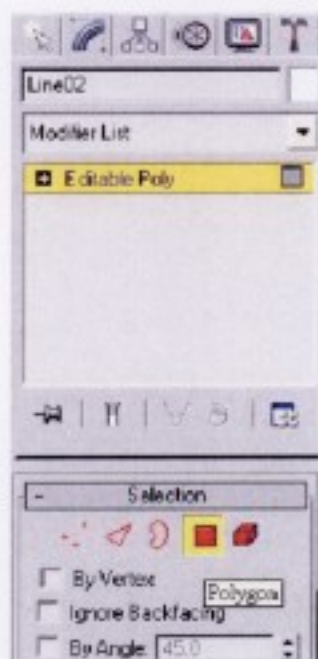 Line02
Modifier List
Editable Poly
- Selection
By Vertex
Polygon
Ignore Backfacing
By Angle: 45.0